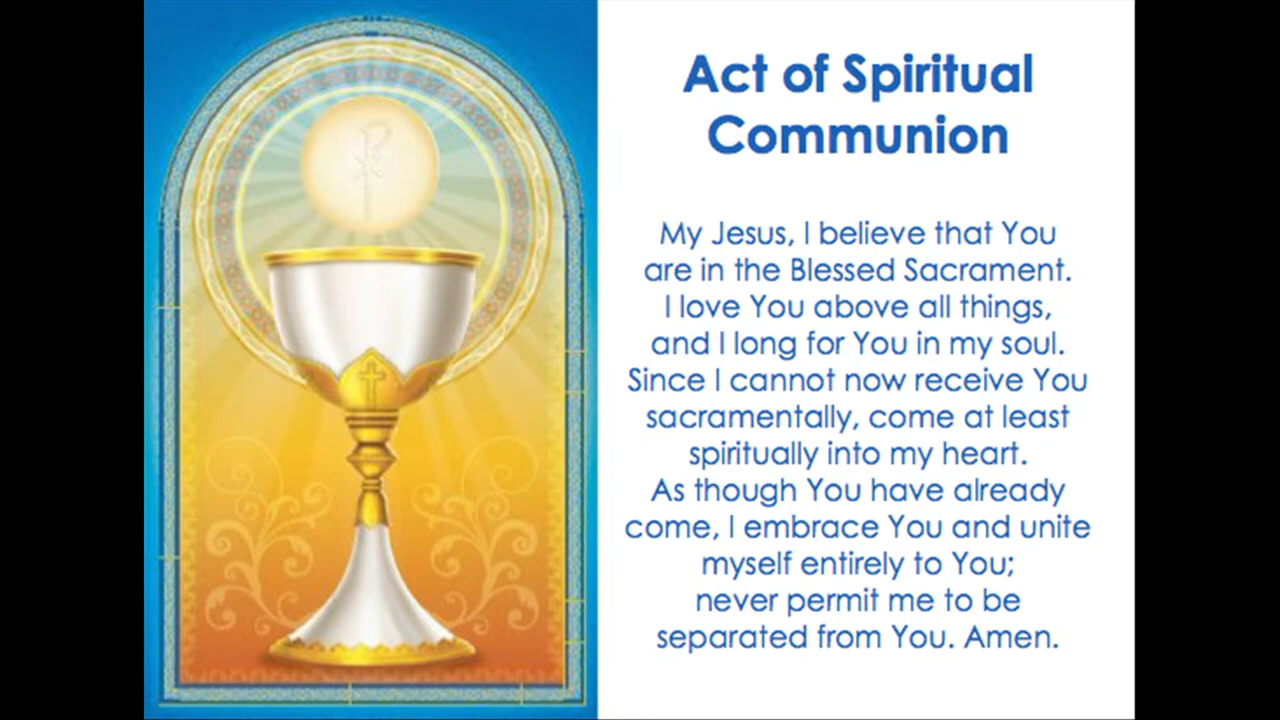 Act of Spiritual
Communion
My Jesus, I believe that You
are in the Blessed Sacrament.
I love You above all things,
and I long for You in my soul.
Since I cannot now receive You
sacramentally, come at least
spiritually into my heart.
As though You have already
come, I embrace You and unite
myself entirely to You;
never permit me to be
separated from You. Amen.